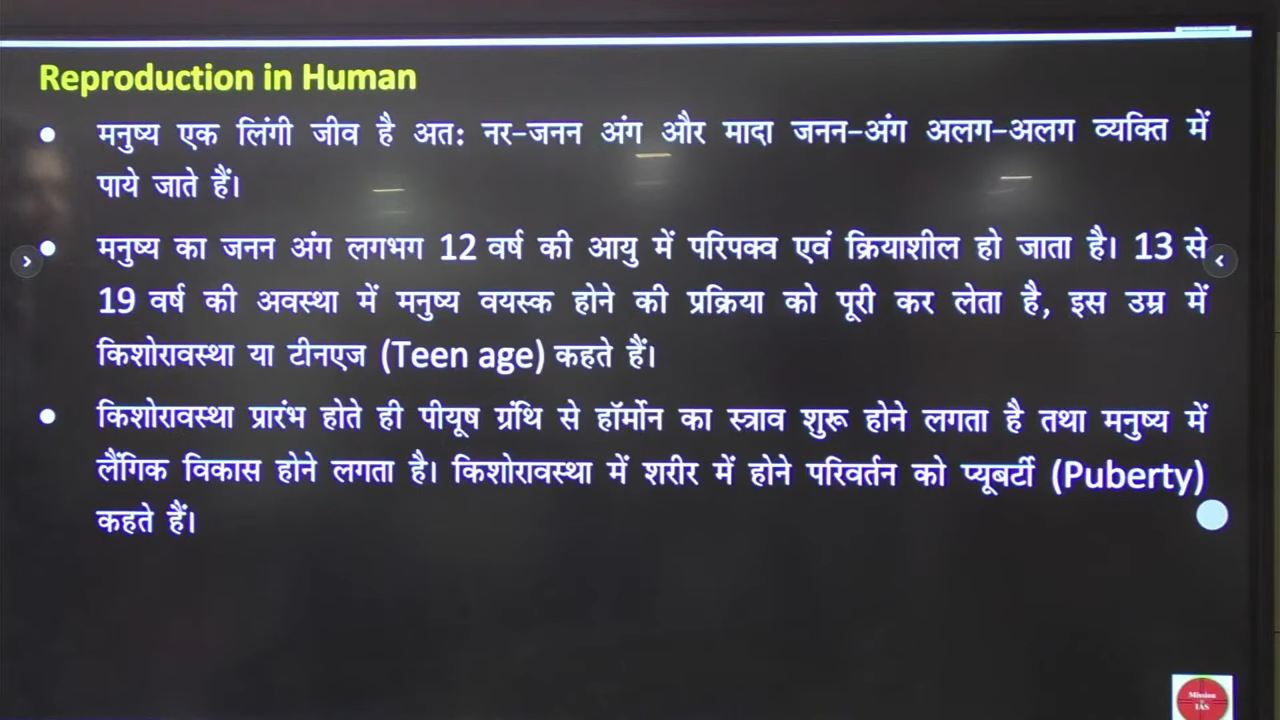 Reproduction in Human
• मनुष्य एक लिंगी जीव है अत: नर-जनन अंग और मादा जनन-अंग अलग-अलग व्यक्ति में
पाये जाते हैं।
• मनुष्य का जनन अंग लगभग 12 वर्ष की आयु में परिपक्व एवं क्रियाशील हो जाता है। 13 से
19 वर्ष की अवस्था में मनुष्य वयस्क होने की प्रक्रिया को पूरी कर लेता है, इस उम्र में
किशोरावस्था या टीनएज (Teen age) कहते हैं।
• किशोरावस्था प्रारंभ होते ही पीयूष ग्रंथि से हॉर्मोन का स्त्राव शुरू होने लगता है तथा मनुष्य में
लैंगिक विकास होने लगता है। किशोरावस्था में शरीर में होने परिवर्तन को प्यूबर्टी (Puberty)
कहते हैं।
Mission
IAS